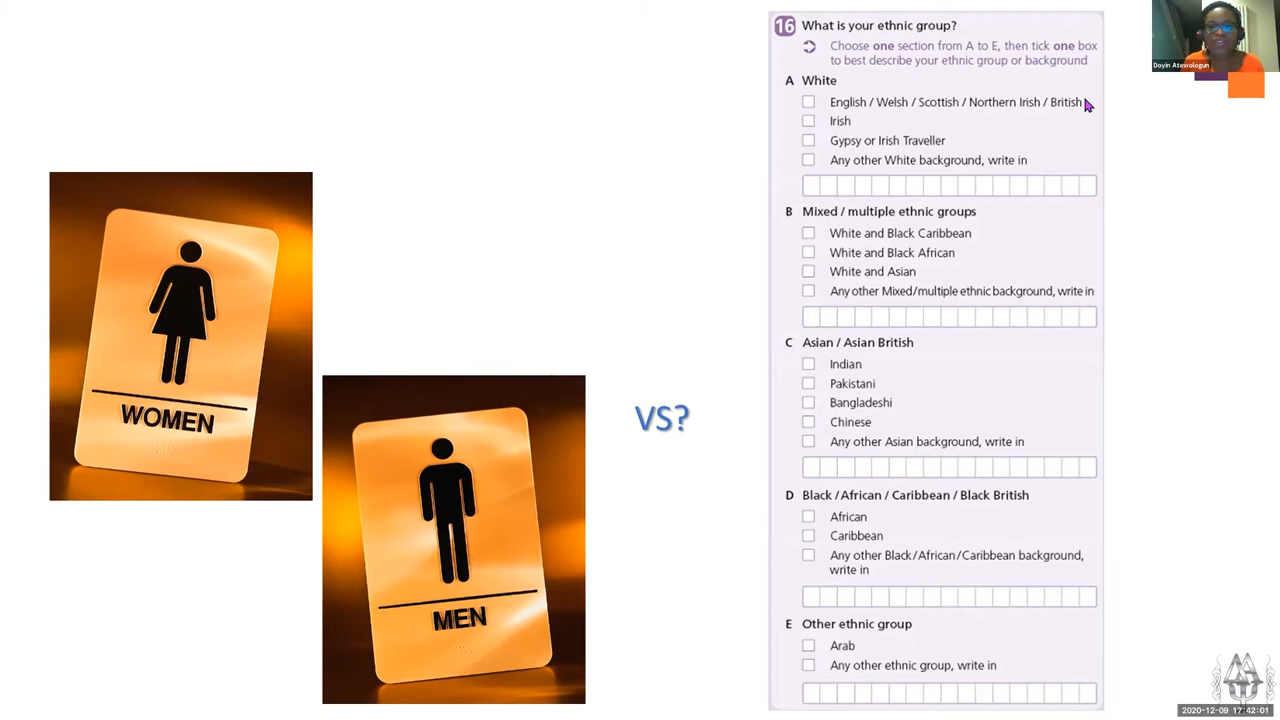 WOMEN
MEN
VS?
16 What is your ethnic group?
Choose one section from A to E, then tick one box
to best describe your ethnic group or background
A White
English / Welsh / Scottish / Northern Irish / British
Irish
Gypsy or Irish Traveller
Any other White background, write in
B Mixed / multiple ethnic groups
White and Black Caribbean
White and Black African
White and Asian
Any other Mixed/multiple ethnic background, write in
C Asian / Asian British
Indian
Pakistani
Bangladeshi
Chinese
Any other Asian background, write in
D Black / African / Caribbean / Black British
African
Caribbean
Any other Black/African/Caribbean background,
write in
E Other ethnic group
Arab
Any other ethnic group, write in
Doyin Atewologun
2020-12-09 17:42:01